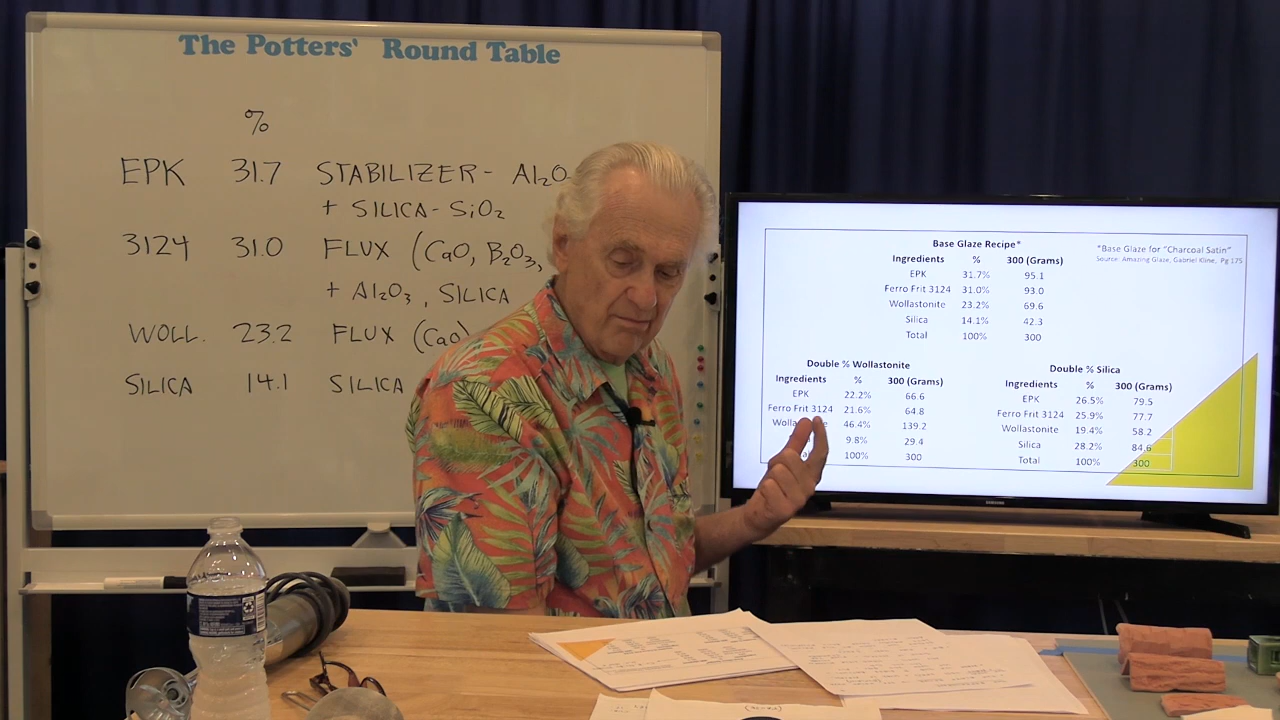 The Potters' Round Table
%
EPK 31.7 STABILIZER - Al₂O
+ SILICA - SiO₂
3124 31.0 FLUX (CaO, B₂O₃,
+ Al₂O₃, SILICA
WOLL. 23.2 FLUX (CaO)
SILICA 14.1 SILICA
Base Glaze Recipe*
Ingredients % 300 (Grams)
EPK 31.7% 95.1
Ferro Frit 3124 31.0% 93.0
Wollastonite 23.2% 69.6
Silica 14.1% 42.3
Total 100% 300
*Base Glaze for "Charcoal Satin"
Source: Amazing Glaze, Gabriel Kline, Pg 175
Double % Wollastonite
Ingredients % 300 (Grams)
EPK 22.2% 66.6
Ferro Frit 3124 21.6% 64.8
46.4% 139.2
9.8% 29.4
100% 300
Double % Silica
Ingredients % 300 (Grams)
EPK 26.5% 79.5
Ferro Frit 3124 25.9% 77.7
Wollastonite 19.4% 58.2
Silica 28.2% 84.6
Total 100% 300
SAMSUNG